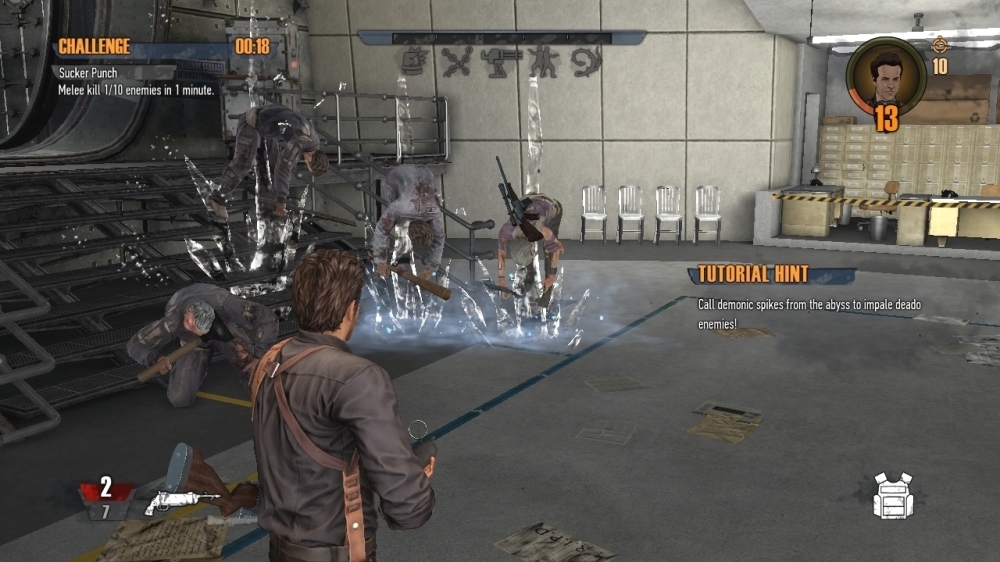 CHALLENGE 00:18
Sucker Punch
Melee kill 1/10 enemies in 1 minute.
10
13
TUTORIAL HINT
Call demonic spikes from the abyss to impale deado
enemies!
2
7